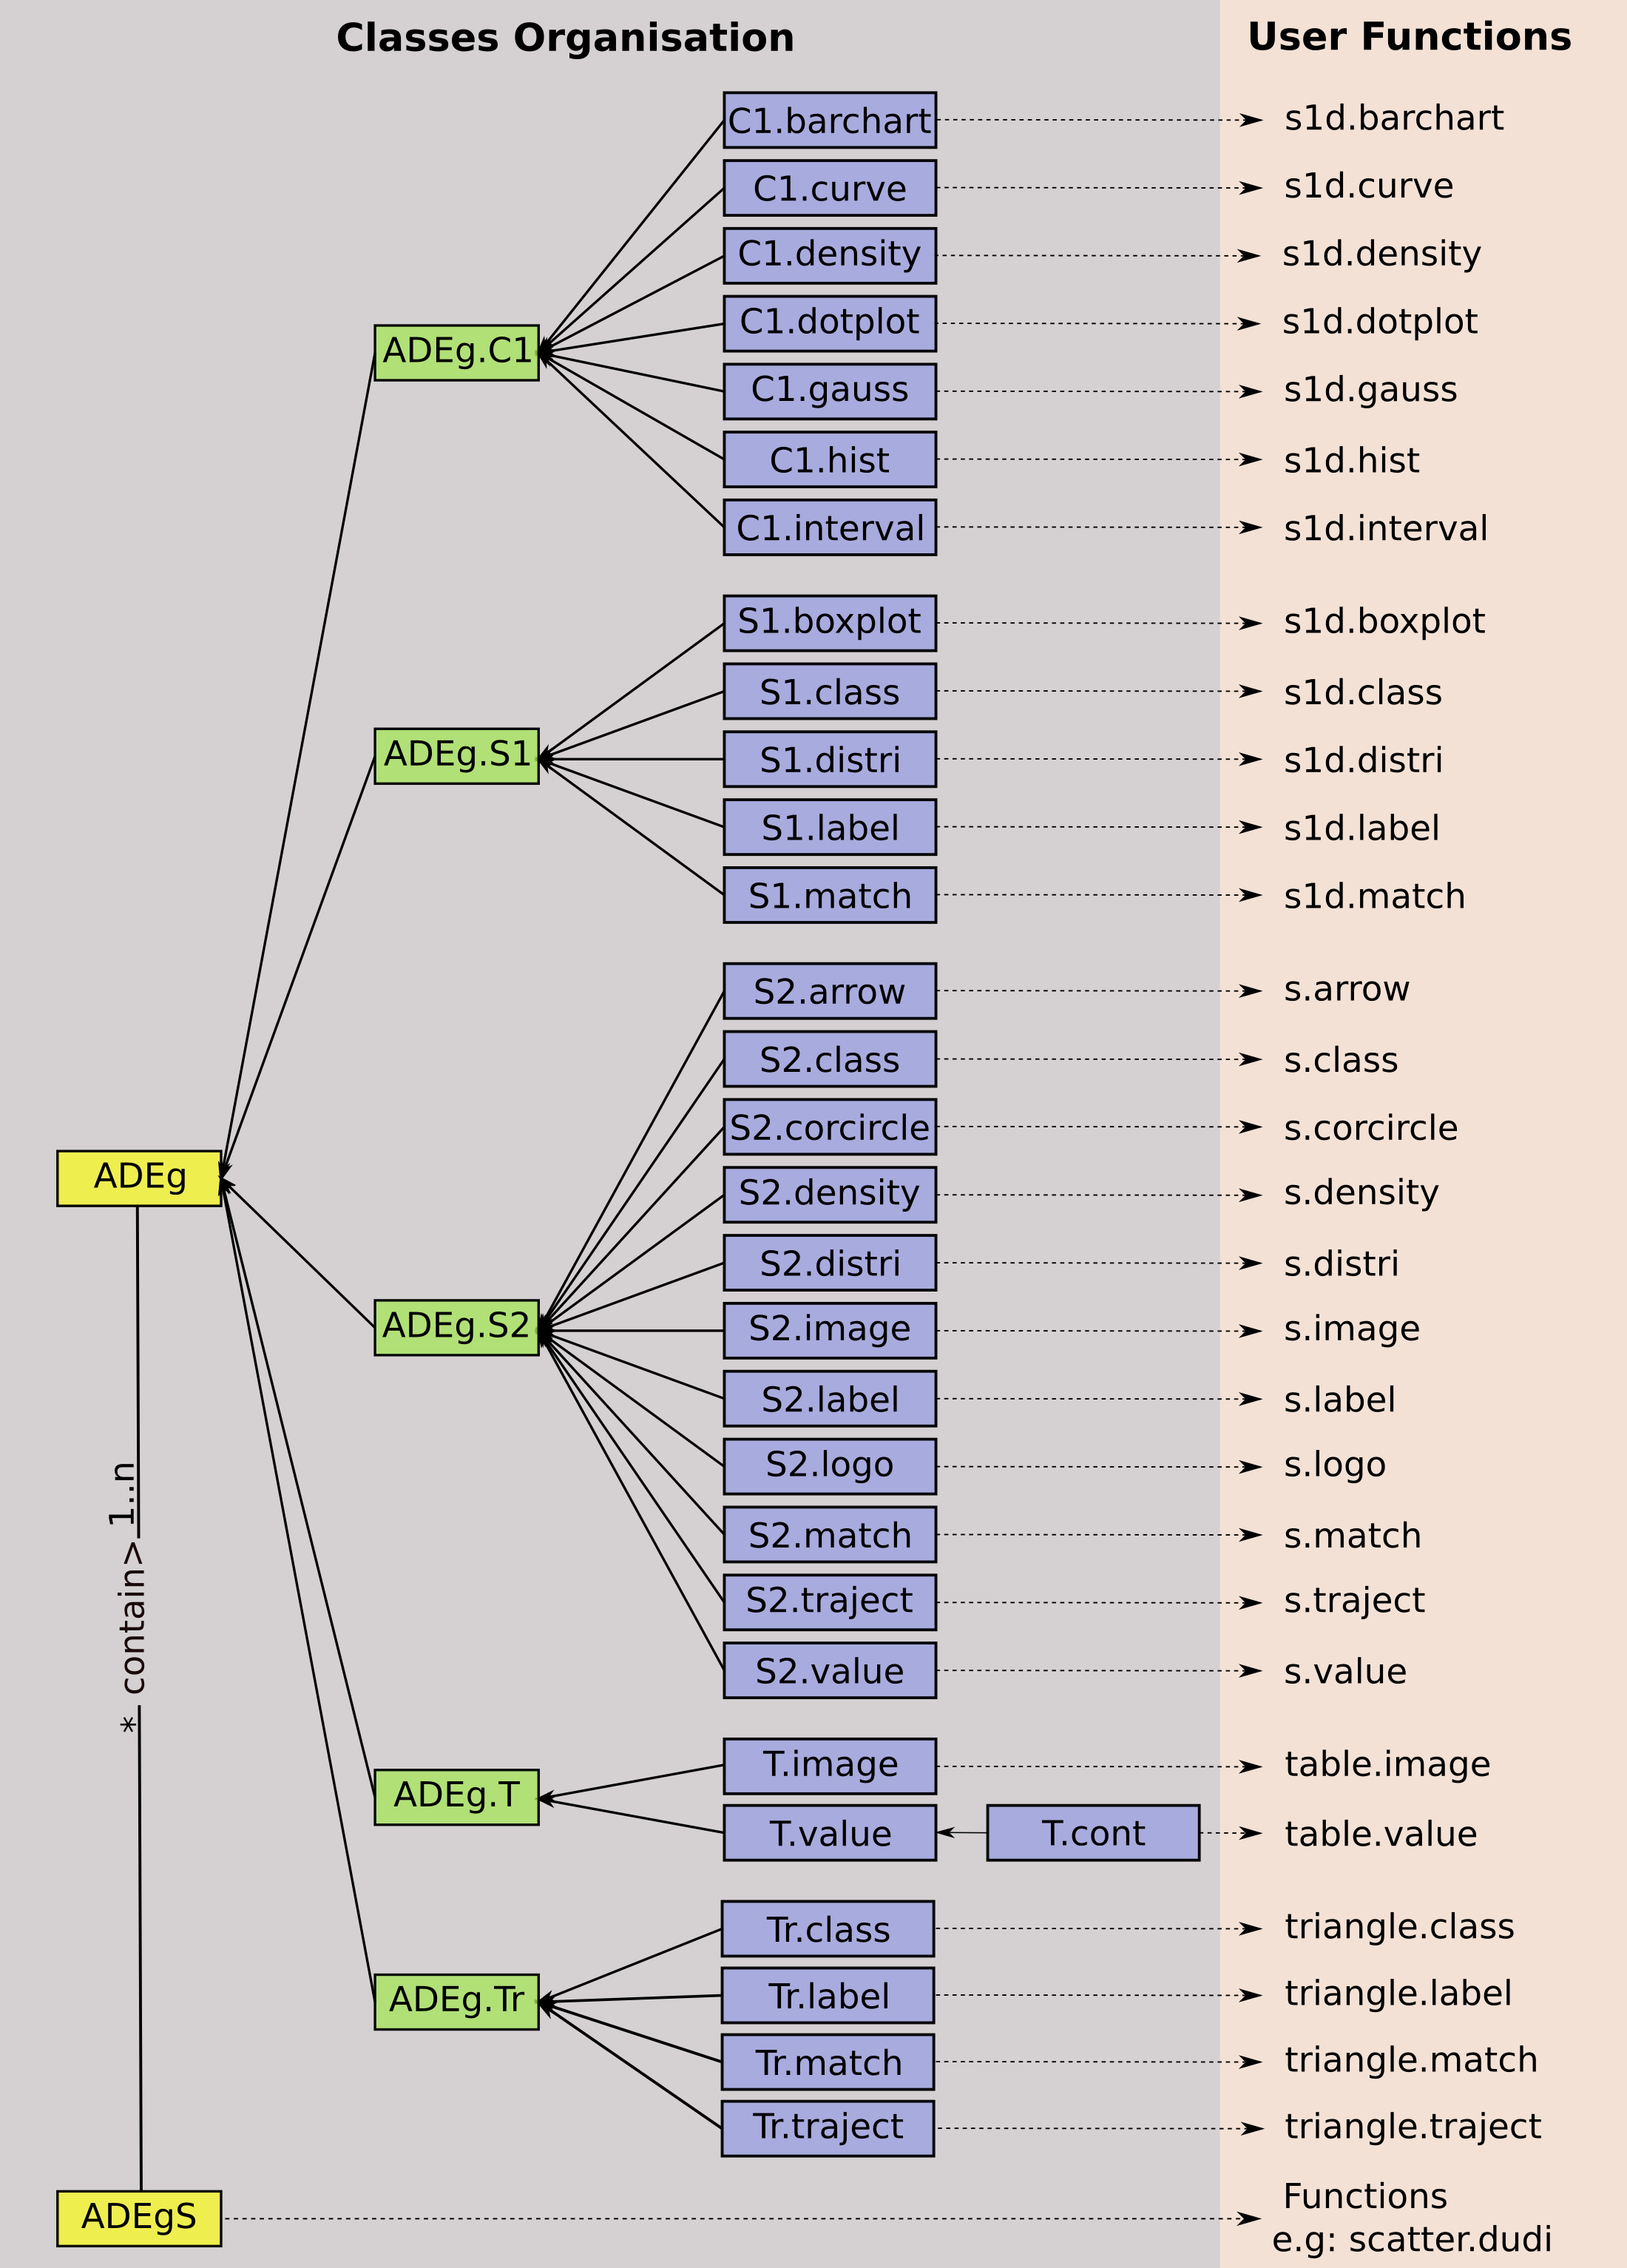 Classes Organisation
User Functions
C1.barchart
s1d.barchart
C1.curve
s1d.curve
C1.density
s1d.density
C1.dotplot
s1d.dotplot
ADEg.C1
C1.gauss
s1d.gauss
C1.hist
s1d.hist
C1.interval
s1d.interval
S1.boxplot
s1d.boxplot
S1.class
s1d.class
ADEg.S1
S1.distri
s1d.distri
S1.label
s1d.label
S1.match
s1d.match
S2.arrow
s.arrow
S2.class
s.class
S2.corcircle
s.corcircle
ADEg
S2.density
s.density
S2.distri
s.distri
ADEg.S2
S2.image
s.image
S2.label
s.label
S2.logo
s.logo
S2.match
s.match
S2.traject
s.traject
S2.value
s.value
* contain> 1..n
T.image
table.image
ADEg.T
T.value
T.cont
table.value
Tr.class
triangle.class
ADEg.Tr
Tr.label
triangle.label
Tr.match
triangle.match
Tr.traject
triangle.traject
ADEgS
Functions
e.g: scatter.dudi